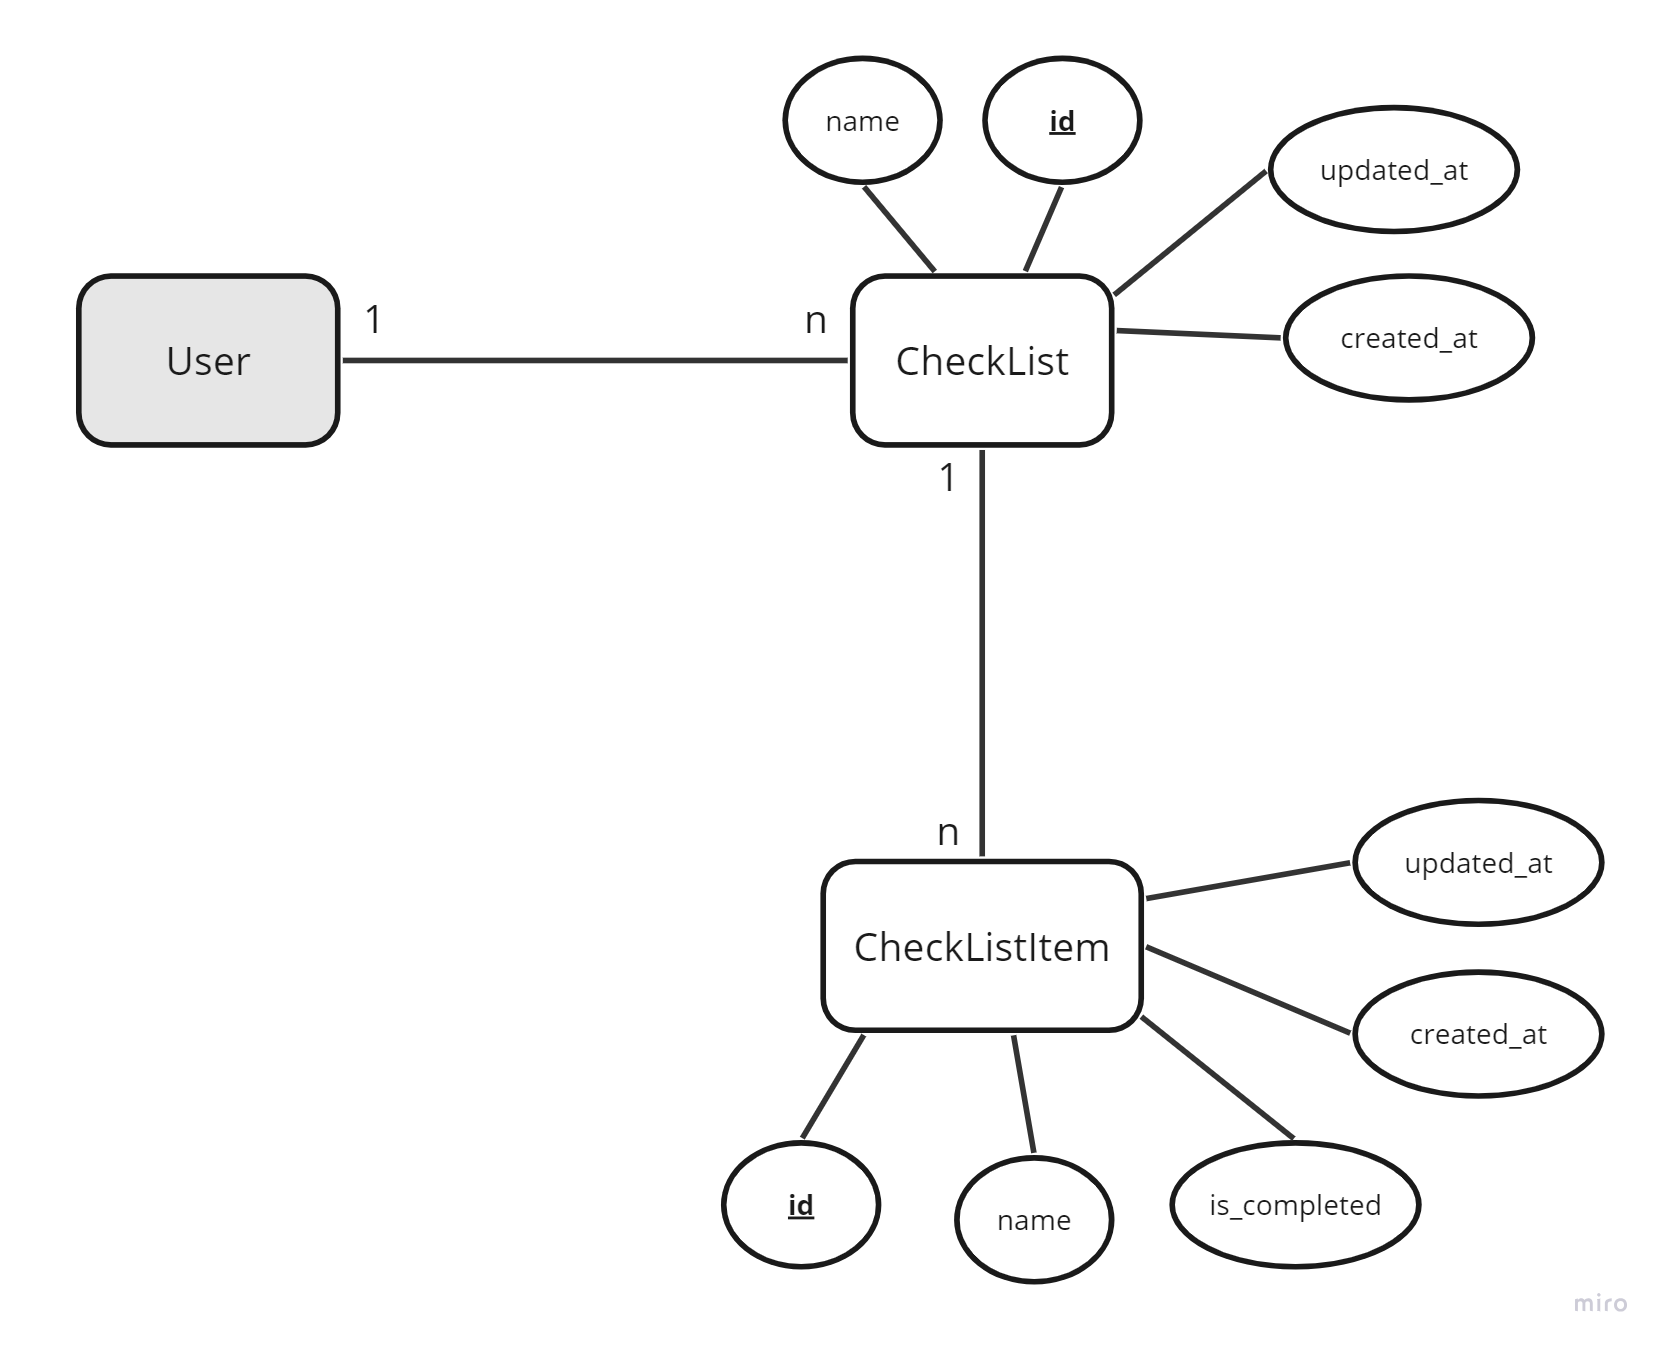 name
id
updated_at
created_at
1
n
User
CheckList
1
n
CheckListItem
updated_at
created_at
id
name
is_completed
miro